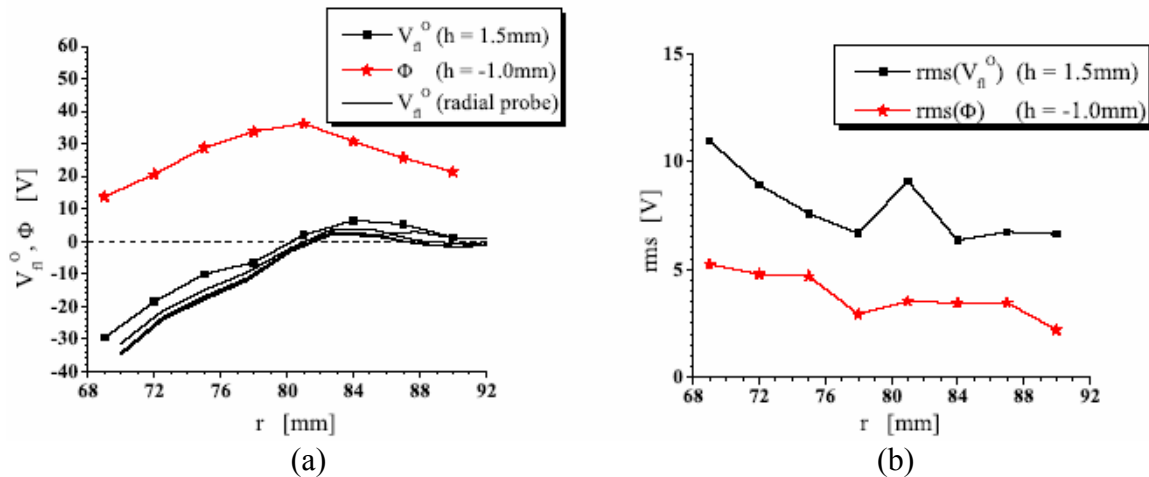 V_fl^O (h = 1.5mm)
Φ (h = -1.0mm)
V_fl^O (radial probe)
60
50
40
30
20
10
0
-10
-20
-30
-40
V_fl^O, Φ [V]
68 72 76 80 84 88 92
r [mm]
(a)
rms(V_fl^O) (h = 1.5mm)
rms(Φ) (h = -1.0mm)
15
10
5
0
rms [V]
68 72 76 80 84 88 92
r [mm]
(b)